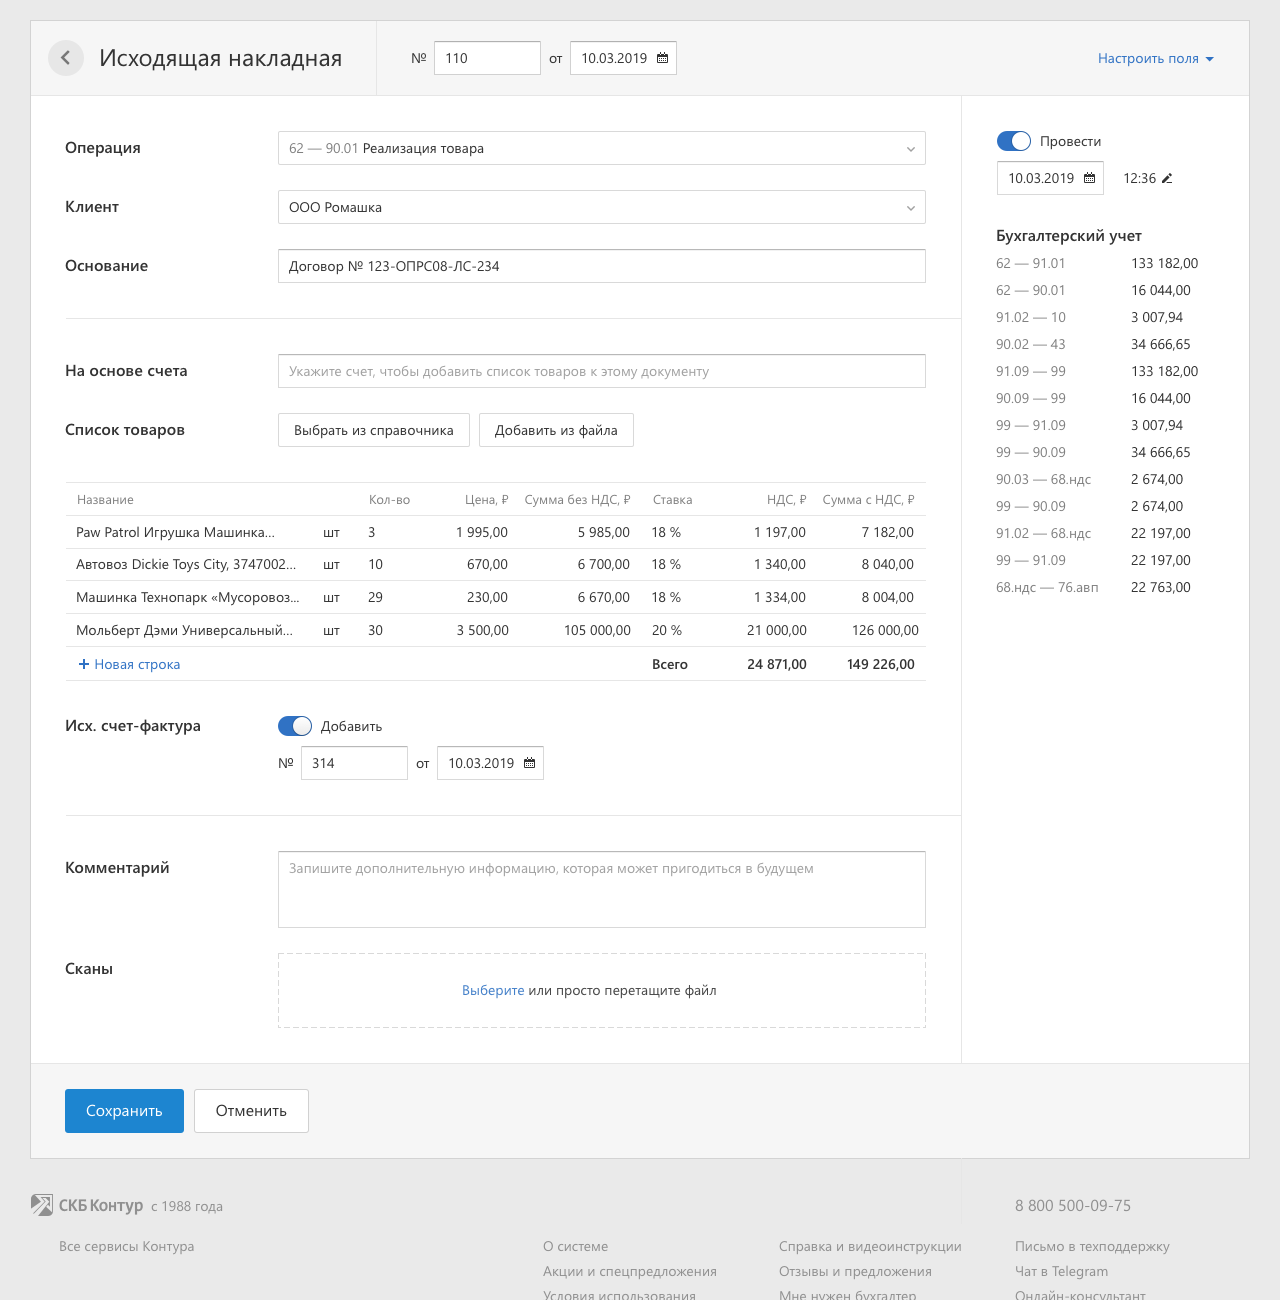 Исходящая накладная № 110 от 10.03.2019 Настроить поля
Операция 62 — 90.01 Реализация товара
Клиент ООО Ромашка
Основание Договор № 123-ОПРС08-ЛС-234
На основе счета Укажите счет, чтобы добавить список товаров к этому документу
Список товаров Выбрать из справочника Добавить из файла
Название Кол-во Цена, ₽ Сумма без НДС, ₽ Ставка НДС, ₽ Сумма с НДС, ₽
Paw Patrol Игрушка Машинка... шт 3 1 995,00 5 985,00 18 % 1 197,00 7 182,00
Автовоз Dickie Toys City, 3747002... шт 10 670,00 6 700,00 18 % 1 340,00 8 040,00
Машинка Технопарк «Мусоровоз... шт 29 230,00 6 670,00 18 % 1 334,00 8 004,00
Мольберт Дэми Универсальный... шт 30 3 500,00 105 000,00 20 % 21 000,00 126 000,00
+ Новая строка Всего 24 871,00 149 226,00
Исх. счет-фактура Добавить
№ 314 от 10.03.2019
Комментарий Запишите дополнительную информацию, которая может пригодиться в будущем
Сканы Выберите или просто перетащите файл
Провести
10.03.2019 12:36
Бухгалтерский учет
62 — 91.01 133 182,00
62 — 90.01 16 044,00
91.02 — 10 3 007,94
90.02 — 43 34 666,65
91.09 — 99 133 182,00
90.09 — 99 16 044,00
99 — 91.09 3 007,94
99 — 90.09 34 666,65
90.03 — 68.ндс 2 674,00
99 — 90.09 2 674,00
91.02 — 68.ндс 22 197,00
99 — 91.09 22 197,00
68.ндс — 76.авп 22 763,00
Сохранить Отменить
СКБ Контур с 1988 года 8 800 500-09-75
Все сервисы Контура О системе Справка и видеоинструкции Письмо в техподдержку
Акции и спецпредложения Отзывы и предложения Чат в Telegram
Условия использования Мне нужен бухгалтер Онлайн-консультант